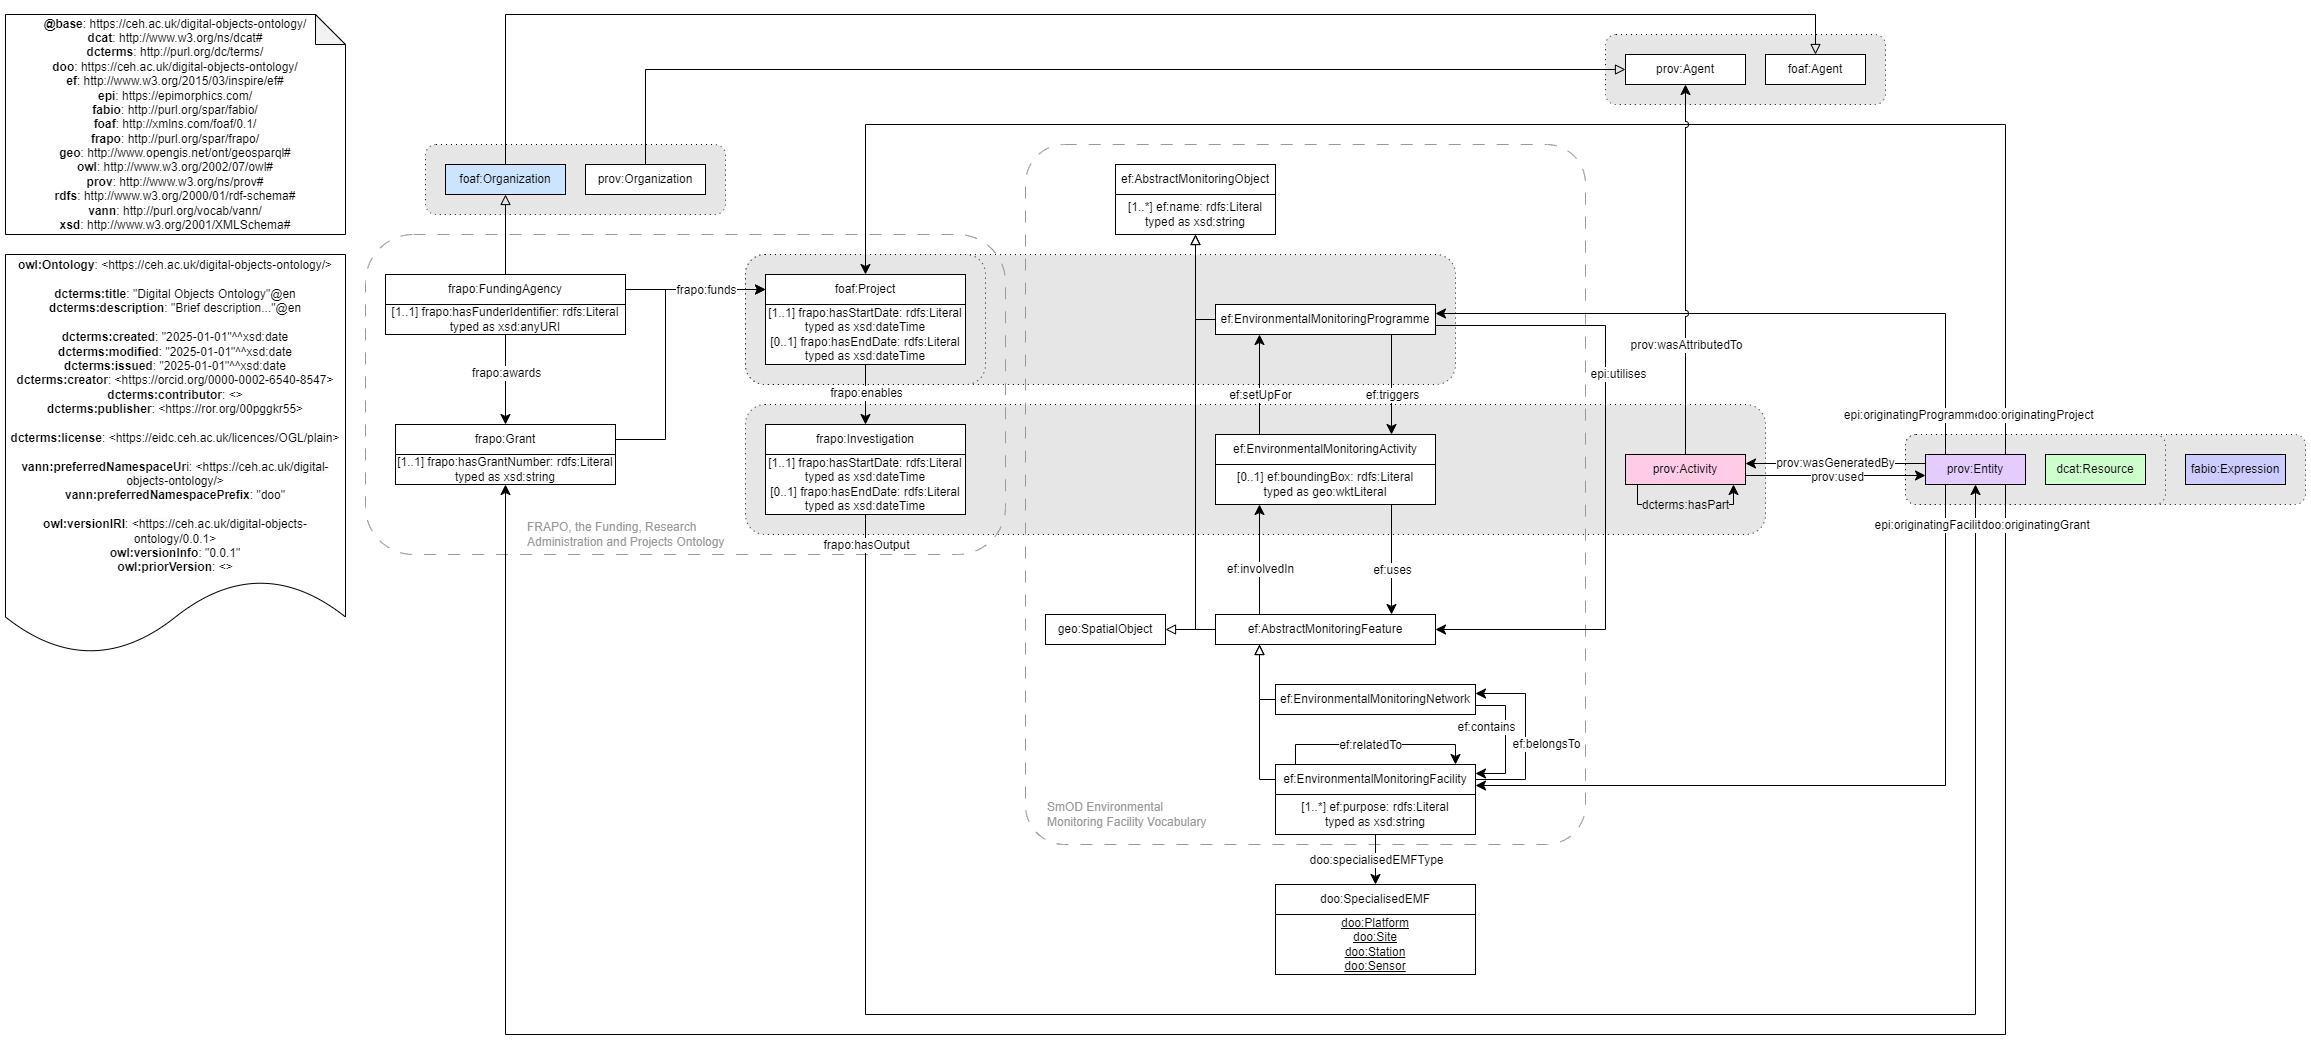 @base: https://ceh.ac.uk/digital-objects-ontology/
dcat: http://www.w3.org/ns/dcat#
dcterms: http://purl.org/dc/terms/
doo: https://ceh.ac.uk/digital-objects-ontology/
ef: http://www.w3.org/2015/03/inspire/ef#
epi: https://epimorphics.com/
fabio: http://purl.org/spar/fabio/
foaf: http://xmlns.com/foaf/0.1/
frapo: http://purl.org/spar/frapo/
geo: http://www.opengis.net/ont/geosparql#
owl: http://www.w3.org/2002/07/owl#
prov: http://www.w3.org/ns/prov#
rdfs: http://www.w3.org/2000/01/rdf-schema#
vann: http://purl.org/vocab/vann/
xsd: http://www.w3.org/2001/XMLSchema#
owl:Ontology: <https://ceh.ac.uk/digital-objects-ontology/>
dcterms:title: "Digital Objects Ontology"@en
dcterms:description: "Brief description..."@en
dcterms:created: "2025-01-01"^^xsd:date
dcterms:modified: "2025-01-01"^^xsd:date
dcterms:issued: "2025-01-01"^^xsd:date
dcterms:creator: <https://orcid.org/0000-0002-6540-8547>
dcterms:contributor: <>
dcterms:publisher: <https://ror.org/00pggkr55>
dcterms:license: <https://eidc.ceh.ac.uk/licences/OGL/plain>
vann:preferredNamespaceUri: <https://ceh.ac.uk/digital-
objects-ontology/>
vann:preferredNamespacePrefix: "doo"
owl:versionIRI: <https://ceh.ac.uk/digital-objects-
ontology/0.0.1>
owl:versionInfo: "0.0.1"
owl:priorVersion: <>
prov:Agent
foaf:Agent
foaf:Organization
prov:Organization
frapo:FundingAgency
[1..1] frapo:hasFunderIdentifier: rdfs:Literal
typed as xsd:anyURI
frapo:awards
frapo:Grant
[1..1] frapo:hasGrantNumber: rdfs:Literal
typed as xsd:string
FRAPO, the Funding, Research
Administration and Projects Ontology
frapo:funds
foaf:Project
[1..1] frapo:hasStartDate: rdfs:Literal
typed as xsd:dateTime
[0..1] frapo:hasEndDate: rdfs:Literal
typed as xsd:dateTime
frapo:enables
frapo:Investigation
[1..1] frapo:hasStartDate: rdfs:Literal
typed as xsd:dateTime
[0..1] frapo:hasEndDate: rdfs:Literal
typed as xsd:dateTime
frapo:hasOutput
ef:AbstractMonitoringObject
[1..*] ef:name: rdfs:Literal
typed as xsd:string
ef:EnvironmentalMonitoringProgramme
ef:setUpFor
ef:triggers
epi:utilises
ef:EnvironmentalMonitoringActivity
[0..1] ef:boundingBox: rdfs:Literal
typed as geo:wktLiteral
ef:involvedIn
ef:uses
geo:SpatialObject
ef:AbstractMonitoringFeature
ef:EnvironmentalMonitoringNetwork
ef:contains
ef:belongsTo
ef:relatedTo
ef:EnvironmentalMonitoringFacility
[1..*] ef:purpose: rdfs:Literal
typed as xsd:string
SmOD Environmental
Monitoring Facility Vocabulary
doo:specialisedEMFType
doo:SpecialisedEMF
doo:Platform
doo:Site
doo:Station
doo:Sensor
prov:wasAttributedTo
prov:Activity
dcterms:hasPart
prov:wasGeneratedBy
prov:used
epi:originatingProgramme
doo:originatingProject
prov:Entity
dcat:Resource
fabio:Expression
epi:originatingFacilit
doo:originatingGrant